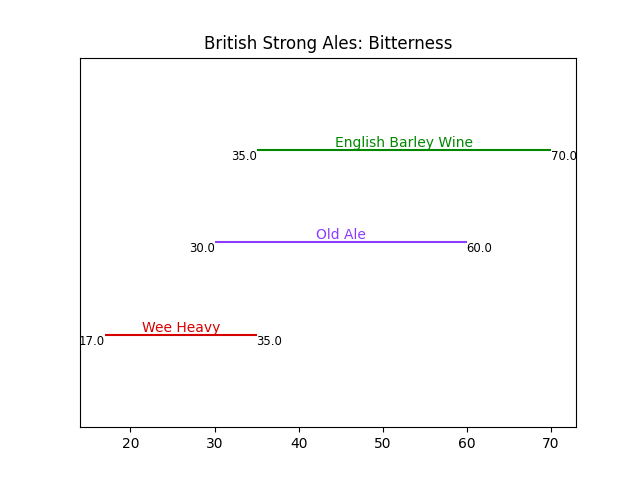 British Strong Ales: Bitterness
English Barley Wine
35.0 70.0
Old Ale
30.0 60.0
Wee Heavy
17.0 35.0
20 30 40 50 60 70